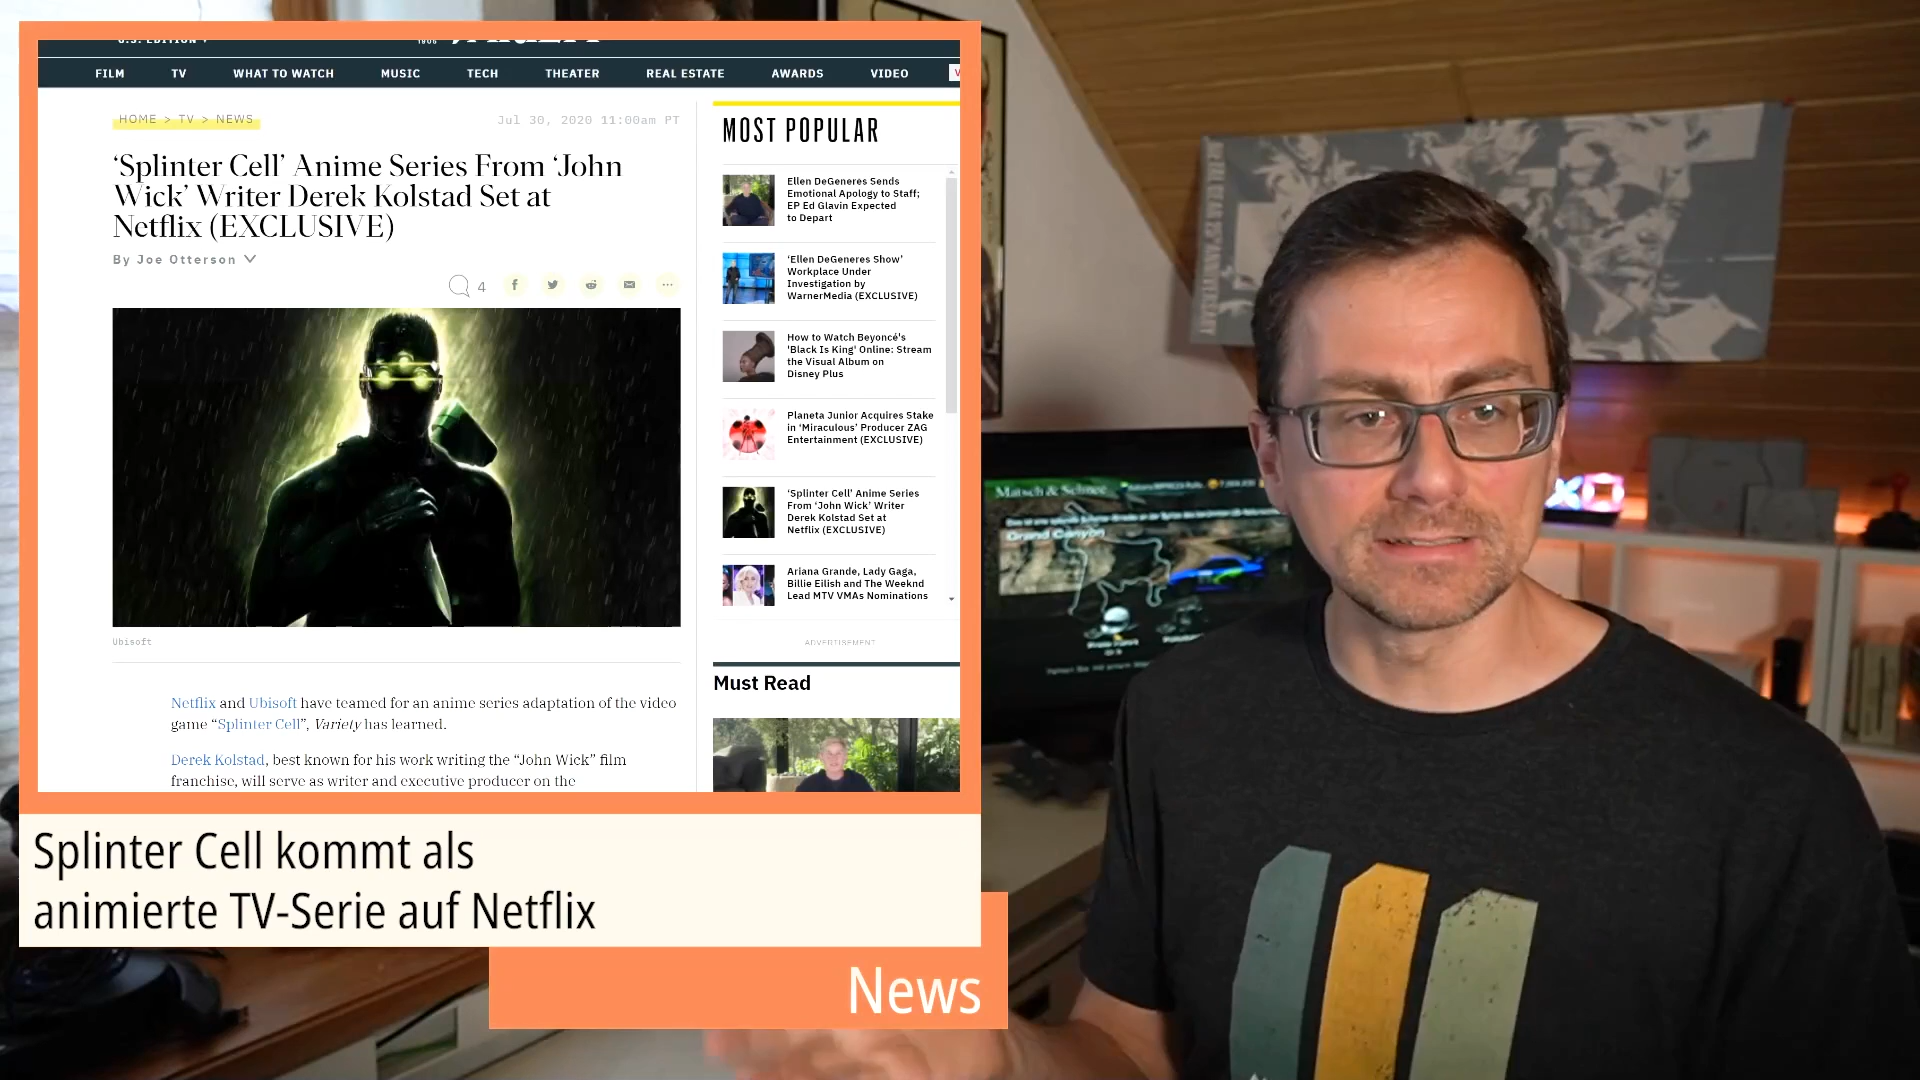 U.S. EDITION
FILM TV WHAT TO WATCH MUSIC TECH THEATER REAL ESTATE AWARDS VIDEO V
HOME > TV > NEWS
Jul 30, 2020 11:00am PT
‘Splinter Cell’ Anime Series From ‘John
Wick’ Writer Derek Kolstad Set at
Netflix (EXCLUSIVE)
By Joe Otterson
4
Ubisoft
Netflix and Ubisoft have teamed for an anime series adaptation of the video
game “Splinter Cell”, Variety has learned.
Derek Kolstad, best known for his work writing the “John Wick” film
franchise, will serve as writer and executive producer on the
MOST POPULAR
Ellen DeGeneres Sends
Emotional Apology to Staff;
EP Ed Glavin Expected
to Depart
‘Ellen DeGeneres Show’
Workplace Under
Investigation by
WarnerMedia (EXCLUSIVE)
How to Watch Beyoncé's
'Black Is King' Online: Stream
the Visual Album on
Disney Plus
Planeta Junior Acquires Stake
in ‘Miraculous’ Producer ZAG
Entertainment (EXCLUSIVE)
‘Splinter Cell’ Anime Series
From ‘John Wick’ Writer
Derek Kolstad Set at
Netflix (EXCLUSIVE)
Ariana Grande, Lady Gaga,
Billie Eilish and The Weeknd
Lead MTV VMAs Nominations
ADVERTISEMENT
Must Read
Splinter Cell kommt als
animierte TV-Serie auf Netflix
News
Matsch & Schnee
Grand Canyon